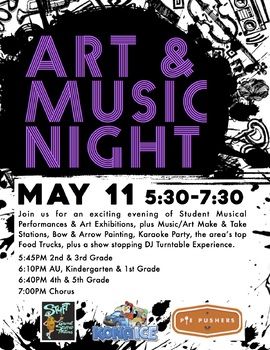 ART &
MUSIC
NIGHT
MAY 11 5:30-7:30
Join us for an exciting evening of Student Musical
Performances & Art Exhibitions, plus Music/Art Make & Take
Stations, Bow & Arrow Painting, Karaoke Party, the area's top
Food Trucks, plus a show stopping DJ Turntable Experience.
5:45PM 2nd & 3rd Grade
6:10PM AU, Kindergarten & 1st Grade
6:40PM 4th & 5th Grade
7:00PM Chorus
KONA ICE
PIE PUSHERS